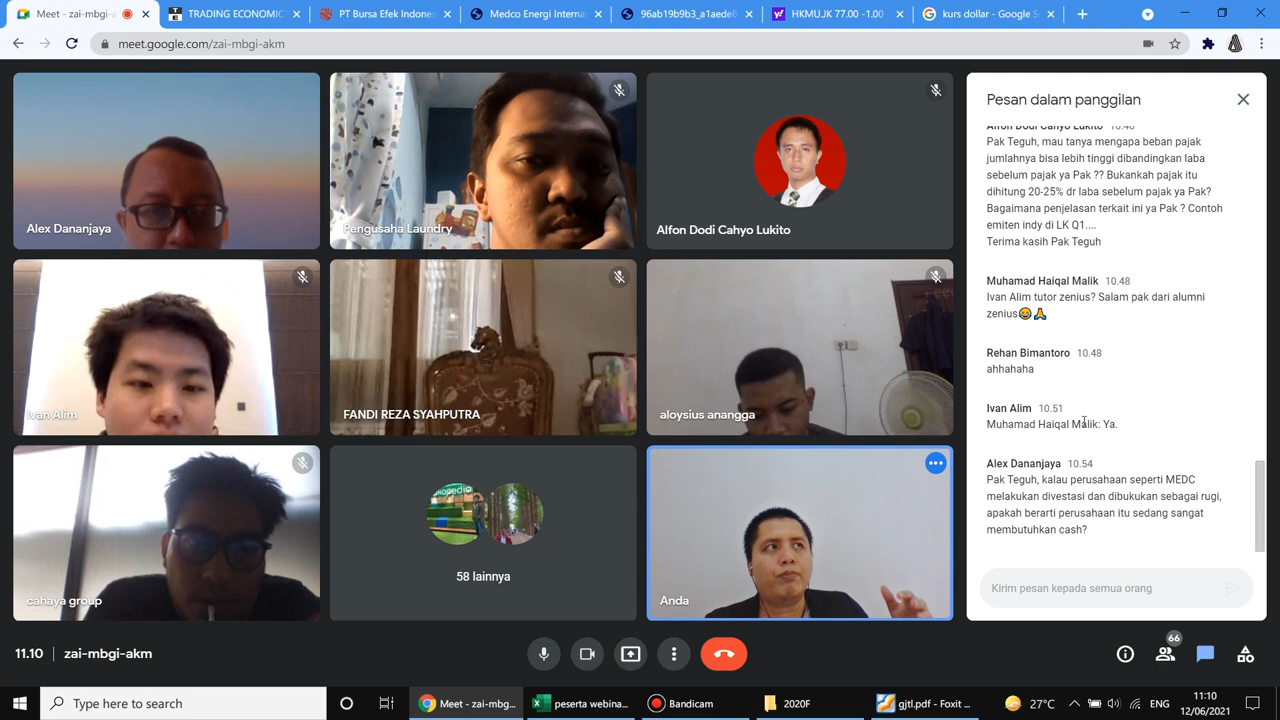 Meet - zai-m
TRADING ECONOMIC
PT Bursa Efek Indones
Medco Energi Interna
96ab19b9b3_a1aede8
HKMUJK 77.00 -1.00 -
kurs dollar - Google S
meet.google.com/zai-mbgi-akm
Alex Dananjaya
Pengusaha Laundry
Alfon Dodi Cahyo Lukito
Ivan Alim
FANDI REZA SYAHPUTRA
aloysius anangga
cahaya group
tokopedia
58 lainnya
Anda
Pesan dalam panggilan
Alfon Dodi Cahyo Lukito
Pak Teguh, mau tanya mengapa beban pajak
jumlahnya bisa lebih tinggi dibandingkan laba
sebelum pajak ya Pak ?? Bukankah pajak itu
dihitung 20-25% dr laba sebelum pajak ya Pak?
Bagaimana penjelasan terkait ini ya Pak ? Contoh
emiten indy di LK Q1....
Terima kasih Pak Teguh
Muhamad Haiqal Malik 10.48
Ivan Alim tutor zenius? Salam pak dari alumni
zenius😄🙏
Rehan Bimantoro 10.48
ahhahaha
Ivan Alim 10.51
Muhamad Haiqal Malik: Ya.
Alex Dananjaya 10.54
Pak Teguh, kalau perusahaan seperti MEDC
melakukan divestasi dan dibukukan sebagai rugi,
apakah berarti perusahaan itu sedang sangat
membutuhkan cash?
Kirim pesan kepada semua orang
11.10 | zai-mbgi-akm
66
Type here to search
Meet - zai-mbg...
peserta webina...
Bandicam
2020F
gjtl.pdf - Foxit ...
27°C
ENG
11:10
12/06/2021